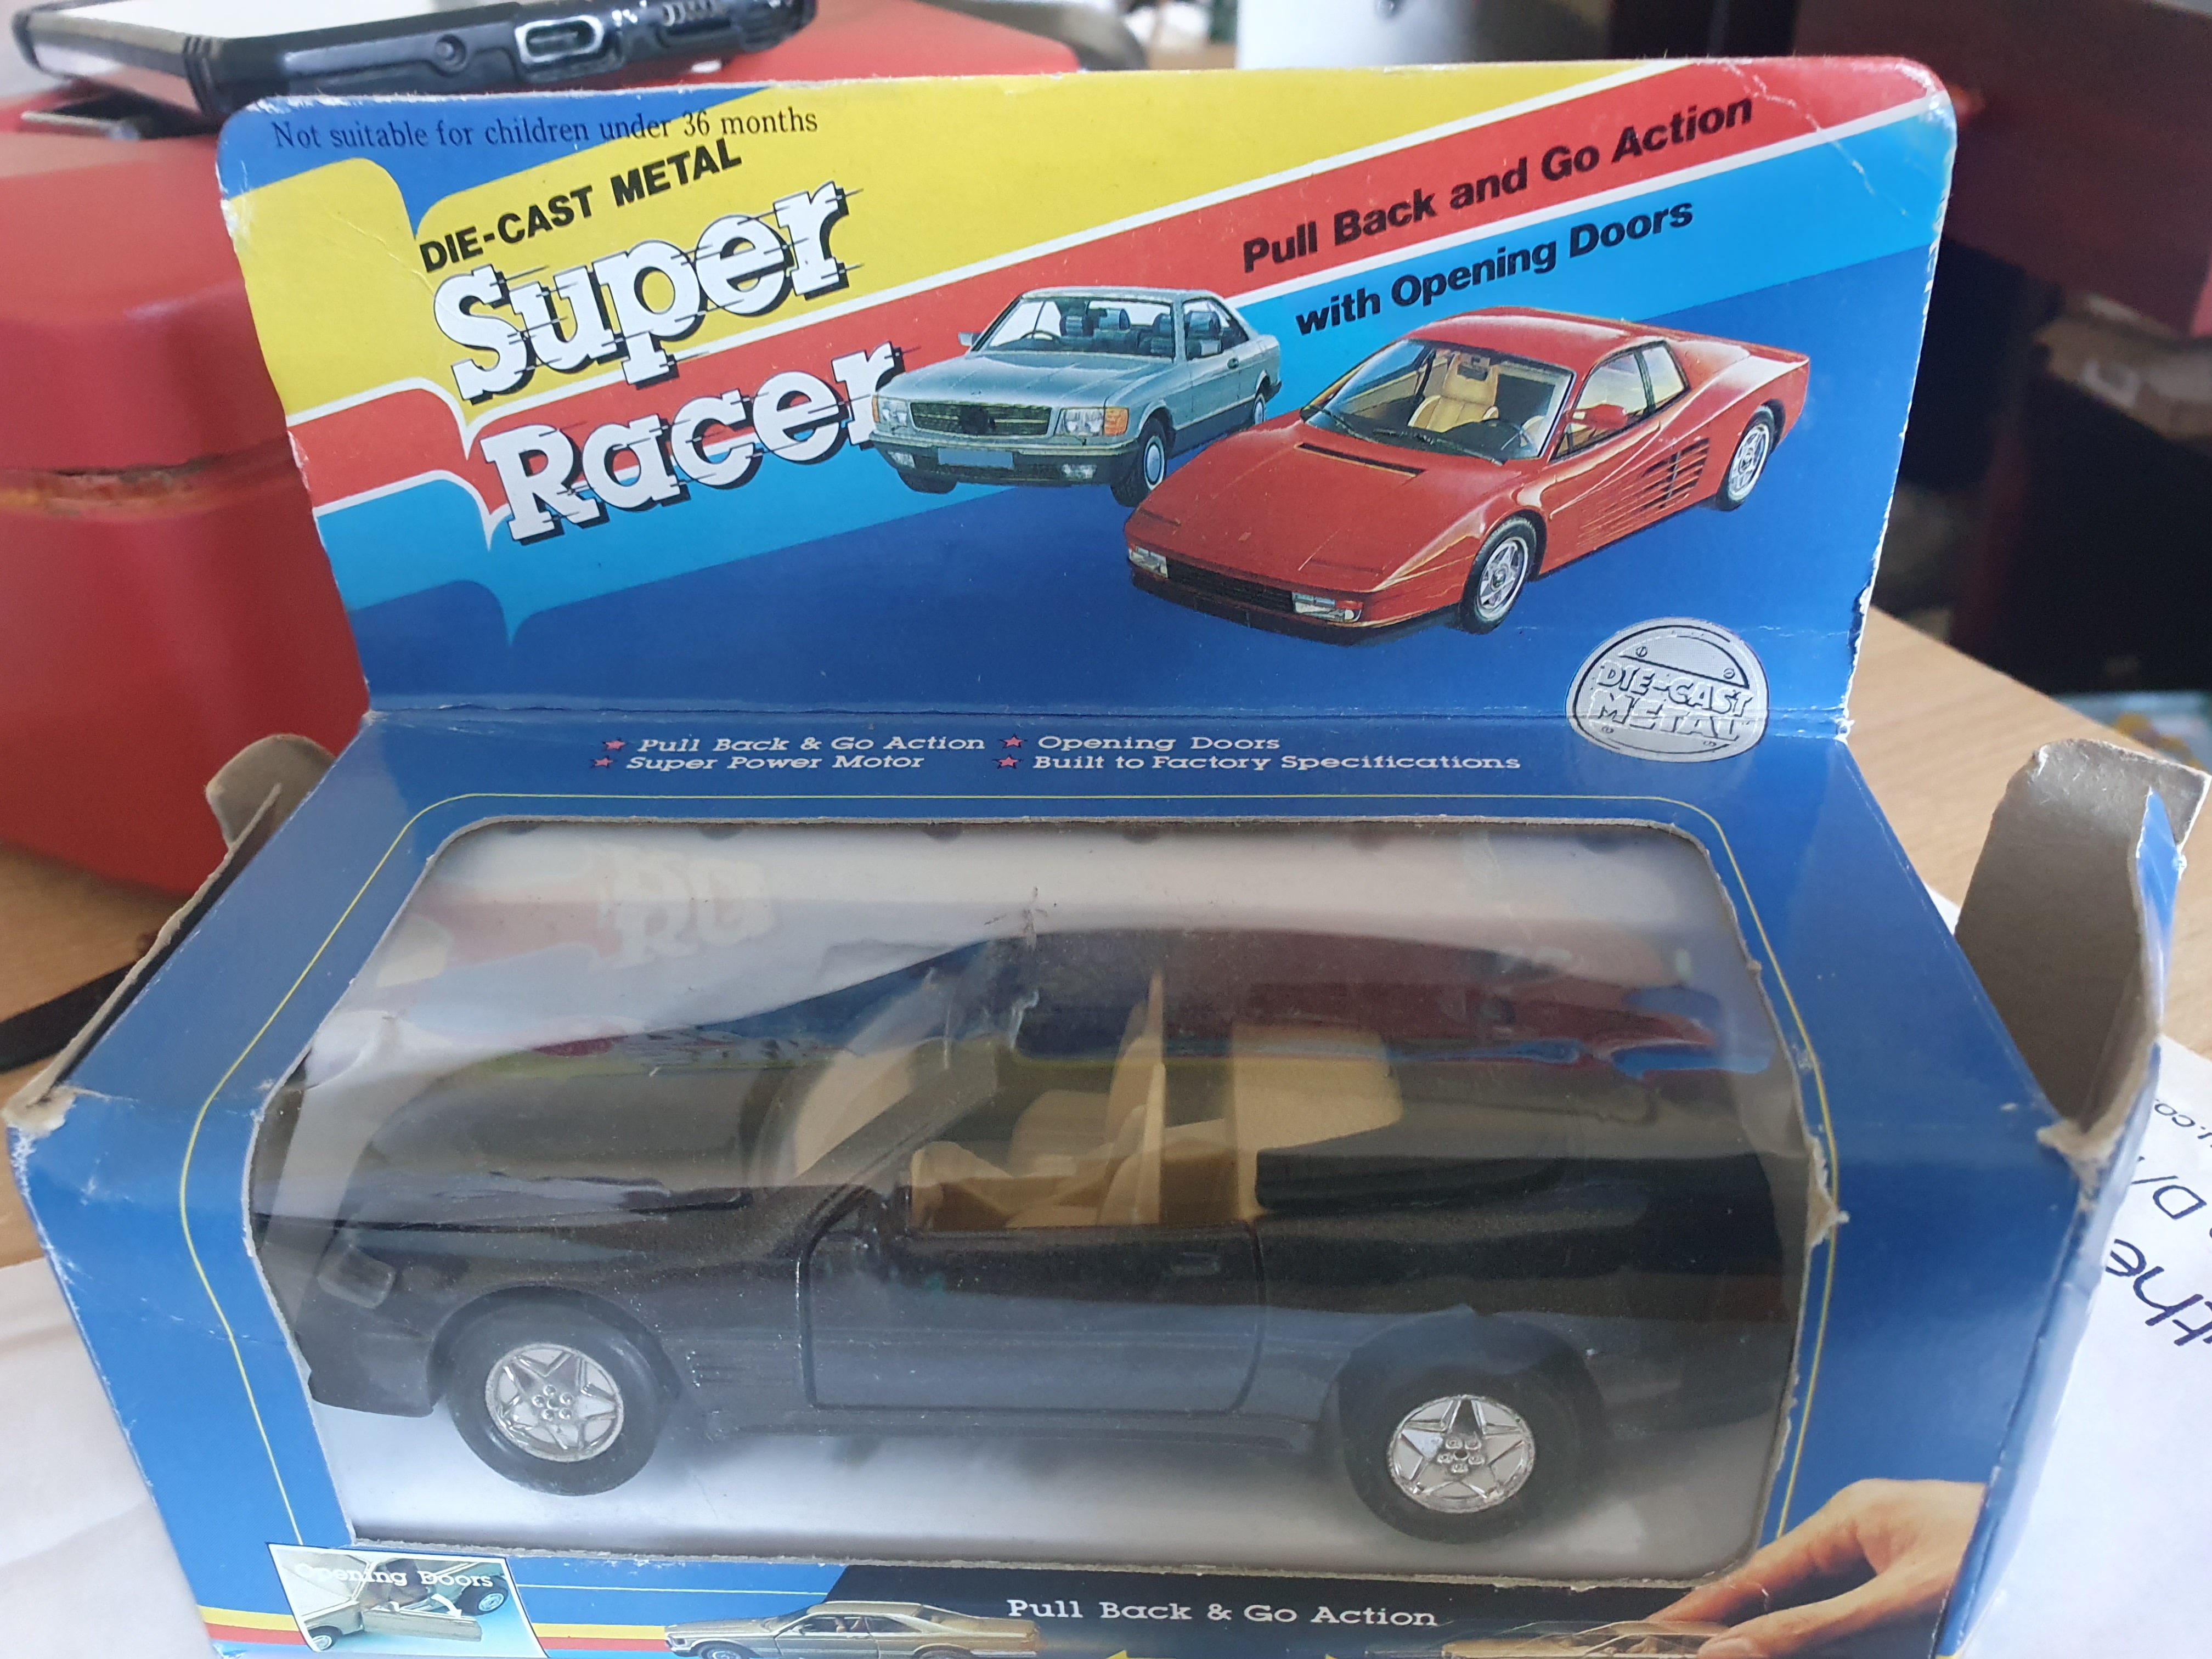 Not suitable for children under 36 months
DIE-CAST METAL
Super
Racer
Pull Back and Go Action
with Opening Doors
DIE-CAST
METAL
Pull Back & Go Action
Opening Doors
Super Power Motor
Built to Factory Specifications
Opening Doors
Pull Back & Go Action
the